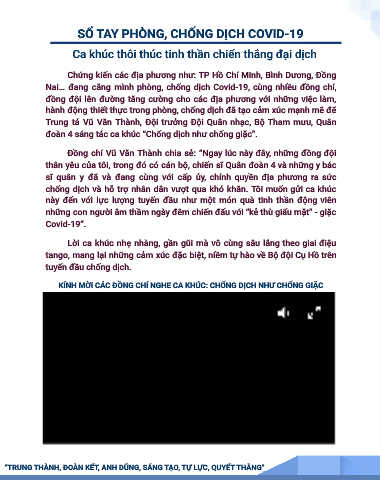 SỔ TAY PHÒNG, CHỐNG DỊCH COVID-19
Ca khúc thôi thúc tinh thần chiến thắng đại dịch
Chứng kiến các địa phương như: TP Hồ Chí Minh, Bình Dương, Đồng
Nai... đang căng mình phòng, chống dịch Covid-19, cùng nhiều đồng chí,
đồng đội lên đường tăng cường cho các địa phương với những việc làm,
hành động thiết thực trong phòng, chống dịch đã tạo cảm xúc mạnh mẽ để
Trung tá Vũ Văn Thành, Đội trưởng Đội Quân nhạc, Bộ Tham mưu, Quân
đoàn 4 sáng tác ca khúc “Chống dịch như chống giặc”.
Đồng chí Vũ Văn Thành chia sẻ: “Ngay lúc này đây, những đồng đội
thân yêu của tôi, trong đó có cán bộ, chiến sĩ Quân đoàn 4 và những y bác
sĩ quân y đã và đang cùng với cấp ủy, chính quyền địa phương ra sức
chống dịch và hỗ trợ nhân dân vượt qua khó khăn. Tôi muốn gửi ca khúc
này đến với lực lượng tuyến đầu như một món quà tinh thần động viên
những con người âm thầm ngày đêm chiến đấu với “kẻ thù giấu mặt” - giặc
Covid-19”.
Lời ca khúc nhẹ nhàng, gần gũi mà vô cùng sâu lắng theo giai điệu
tango, mang lại những cảm xúc đặc biệt, niềm tự hào về Bộ đội Cụ Hồ trên
tuyến đầu chống dịch.
KÍNH MỜI CÁC ĐỒNG CHÍ NGHE CA KHÚC: CHỐNG DỊCH NHƯ CHỐNG GIẶC
“TRUNG THÀNH, ĐOÀN KẾT, ANH DŨNG, SÁNG TẠO, TỰ LỰC, QUYẾT THẮNG”